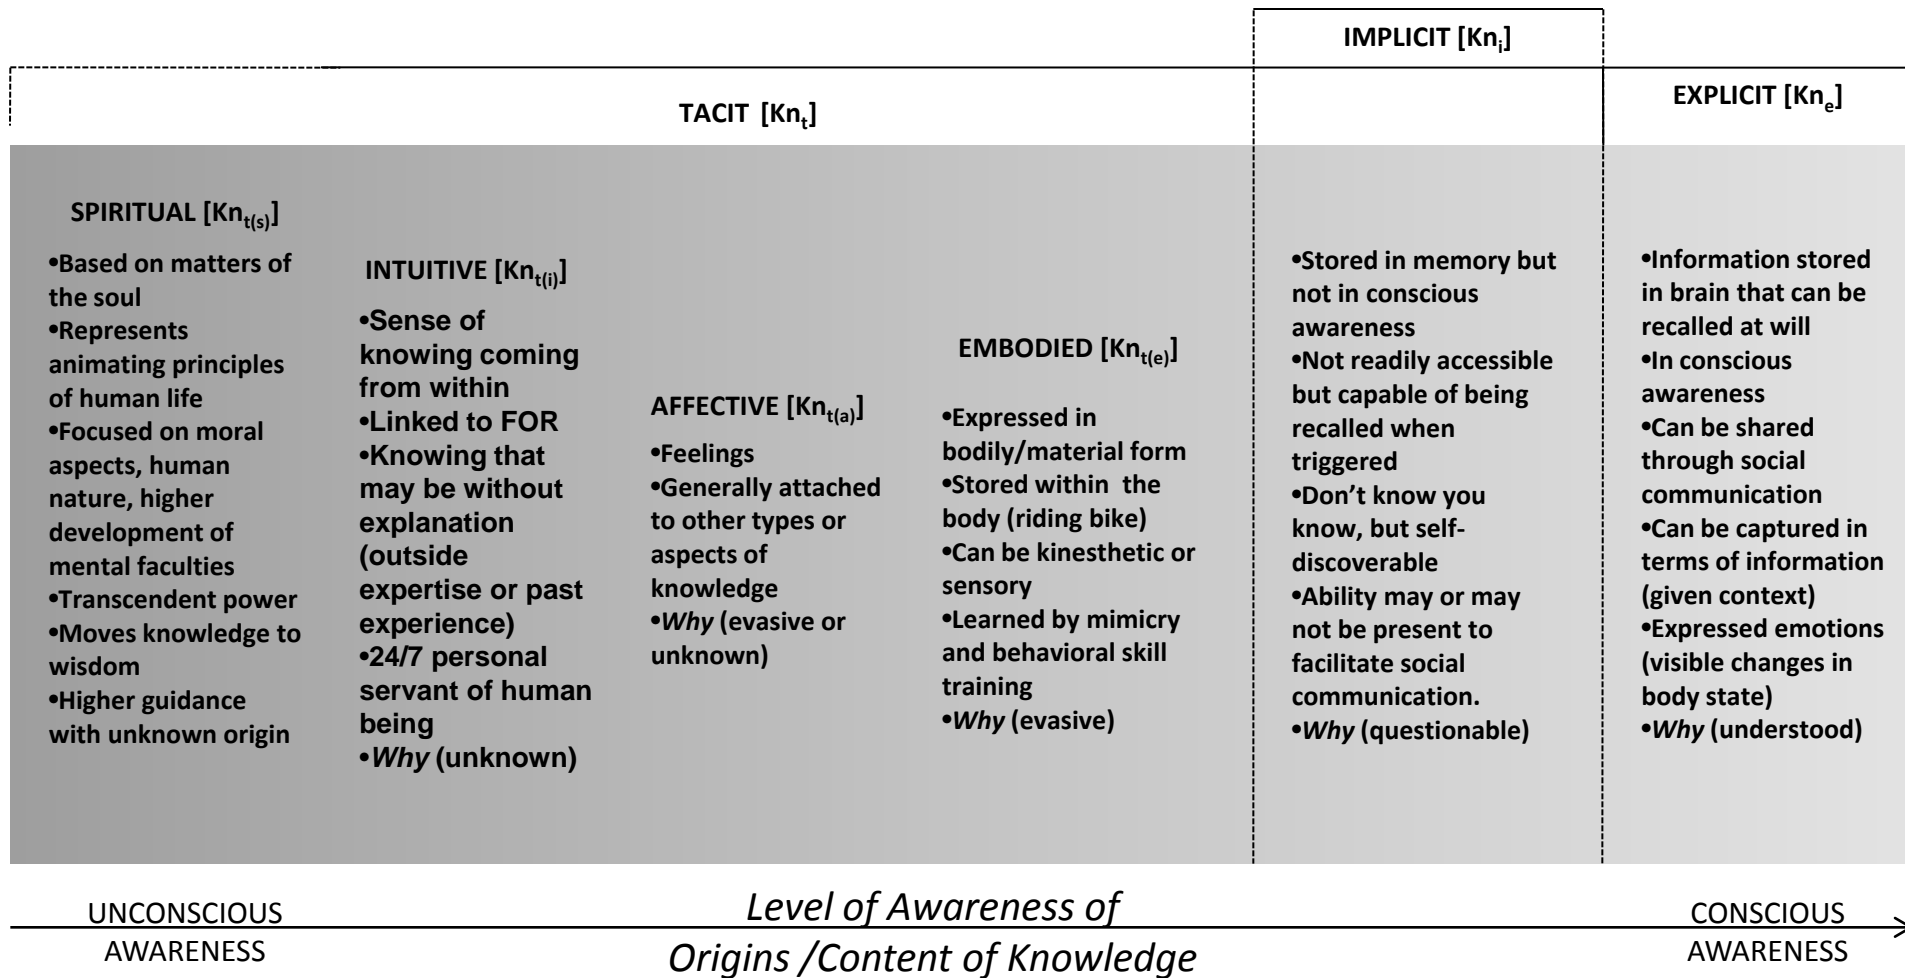 IMPLICIT [Kni]
TACIT [Knt]
EXPLICIT [Kne]
SPIRITUAL [Knt(s)]
•Based on matters of
the soul
•Represents
animating principles
of human life
•Focused on moral
aspects, human
nature, higher
development of
mental faculties
•Transcendent power
•Moves knowledge to
wisdom
•Higher guidance
with unknown origin
INTUITIVE [Knt(i)]
•Sense of
knowing coming
from within
•Linked to FOR
•Knowing that
may be without
explanation
(outside
expertise or past
experience)
•24/7 personal
servant of human
being
•Why (unknown)
AFFECTIVE [Knt(a)]
•Feelings
•Generally attached
to other types or
aspects of
knowledge
•Why (evasive or
unknown)
EMBODIED [Knt(e)]
•Expressed in
bodily/material form
•Stored within the
body (riding bike)
•Can be kinesthetic or
sensory
•Learned by mimicry
and behavioral skill
training
•Why (evasive)
•Stored in memory but
not in conscious
awareness
•Not readily accessible
but capable of being
recalled when
triggered
•Don’t know you
know, but self-
discoverable
•Ability may or may
not be present to
facilitate social
communication.
•Why (questionable)
•Information stored
in brain that can be
recalled at will
•In conscious
awareness
•Can be shared
through social
communication
•Can be captured in
terms of information
(given context)
•Expressed emotions
(visible changes in
body state)
•Why (understood)
UNCONSCIOUS
AWARENESS
Level of Awareness of
Origins /Content of Knowledge
CONSCIOUS
AWARENESS